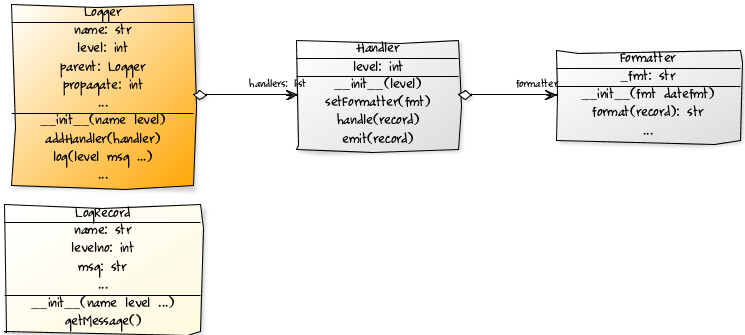 Logger
name: str
level: int
parent: Logger
propagate: int
...
__init__(name level)
addHandler(handler)
log(level msg ...)
...
handlers: list
Handler
level: int
__init__(level)
setFormatter(fmt)
handle(record)
emit(record)
formatter
Formatter
_fmt: str
__init__(fmt datefmt)
format(record): str
...
LogRecord
name: str
levelno: int
msg: str
...
__init__(name level ...)
getMessage()